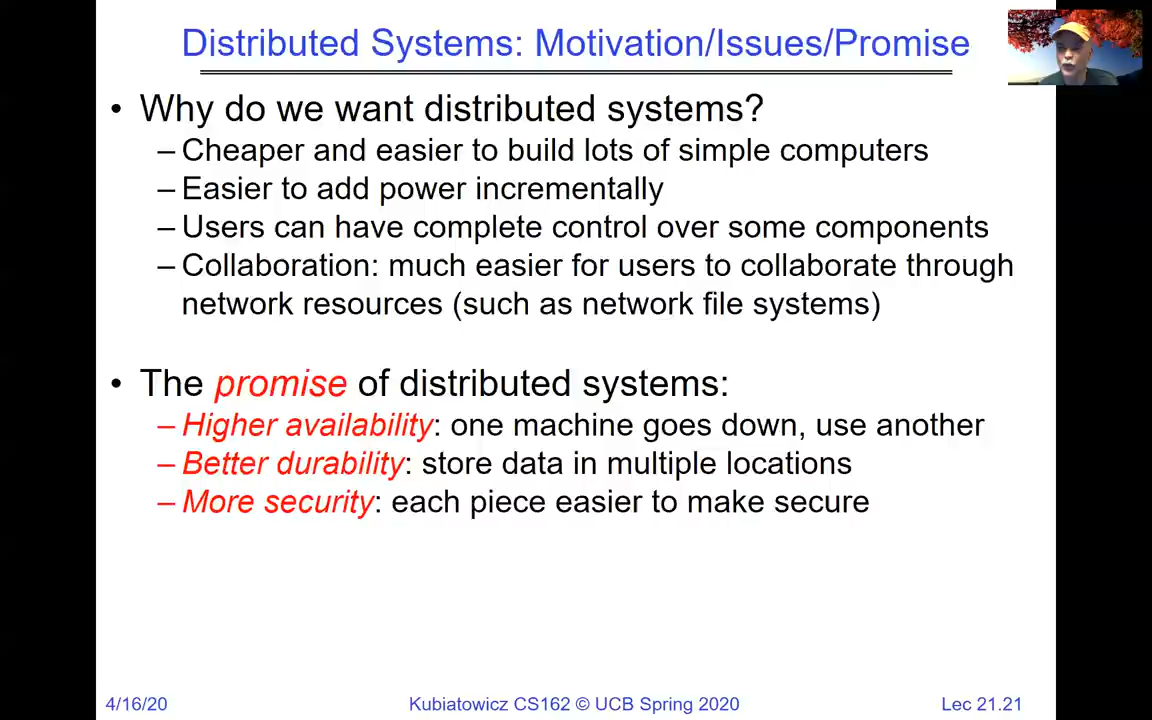 Distributed Systems: Motivation/Issues/Promise
• Why do we want distributed systems?
– Cheaper and easier to build lots of simple computers
– Easier to add power incrementally
– Users can have complete control over some components
– Collaboration: much easier for users to collaborate through
network resources (such as network file systems)
• The promise of distributed systems:
– Higher availability: one machine goes down, use another
– Better durability: store data in multiple locations
– More security: each piece easier to make secure
4/16/20 Kubiatowicz CS162 © UCB Spring 2020 Lec 21.21